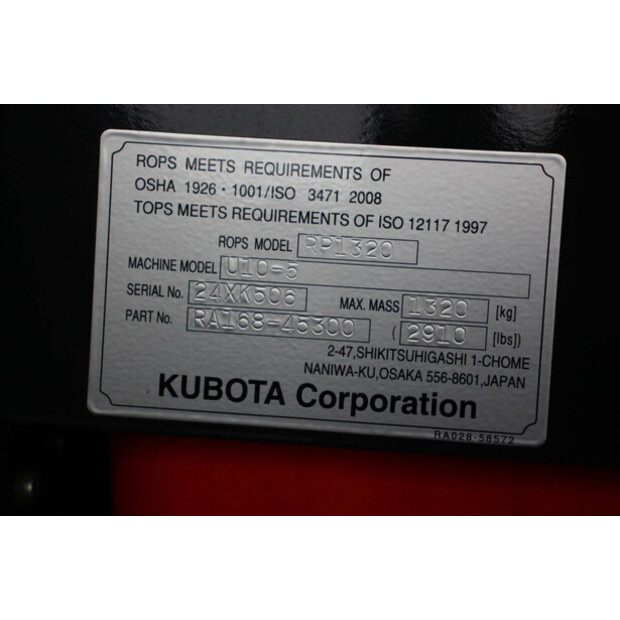 ROPS MEETS REQUIREMENTS OF
OSHA 1926・1001/ISO 3471 2008
TOPS MEETS REQUIREMENTS OF ISO 12117 1997
ROPS MODEL RP1320
MACHINE MODEL U10-5
SERIAL No. 24XK506 MAX. MASS 1320 [kg]
PART No. RA168-45300 ( 2910 [lbs])
2-47,SHIKITSUHIGASHI 1-CHOME
NANIWA-KU,OSAKA 556-8601,JAPAN
KUBOTA Corporation
RA028-58572